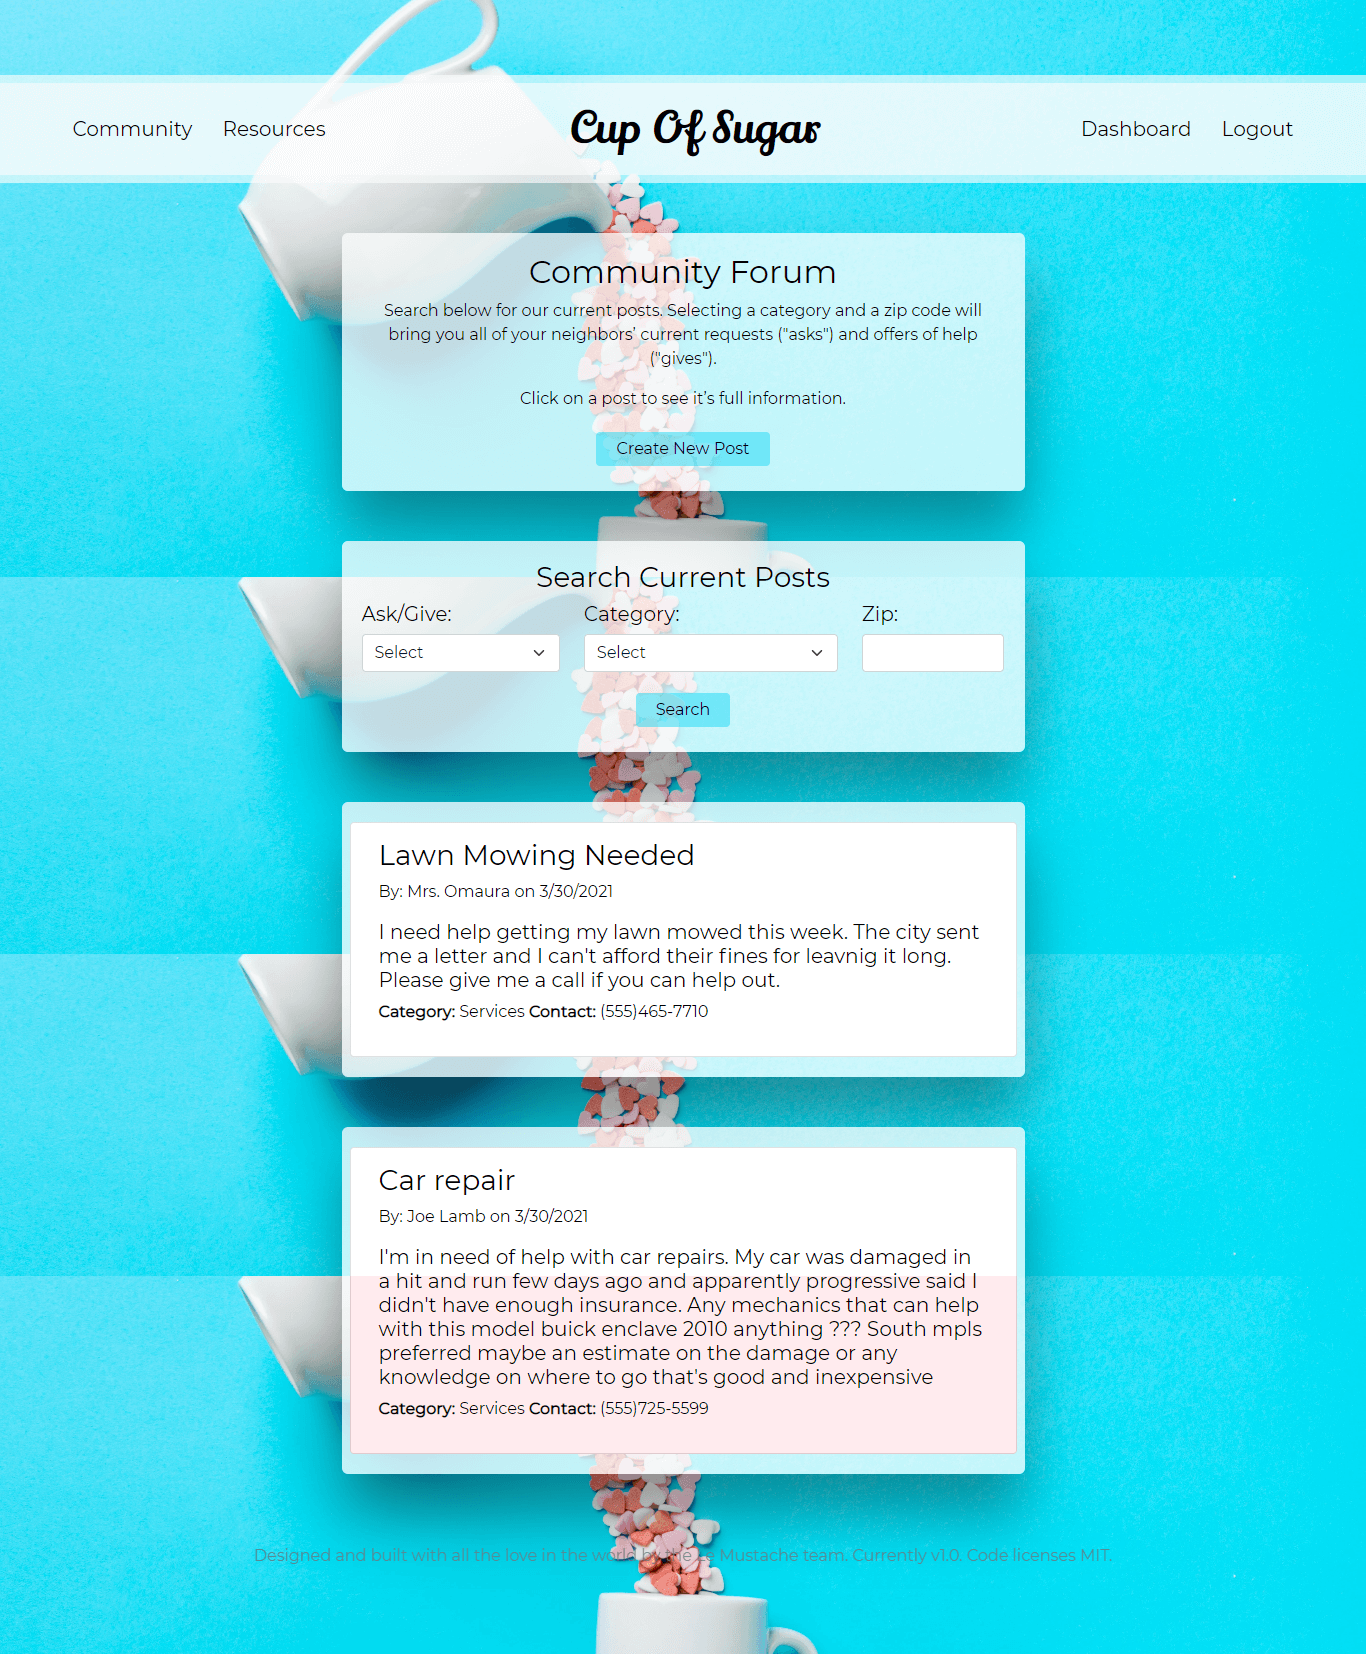 Community Resources Cup Of Sugar Dashboard Logout
Community Forum
Search below for our current posts. Selecting a category and a zip code will
bring you all of your neighbors’ current requests ("asks") and offers of help
("gives").
Click on a post to see it’s full information.
Create New Post
Search Current Posts
Ask/Give: Category: Zip:
Select Select
Search
Lawn Mowing Needed
By: Mrs. Omaura on 3/30/2021
I need help getting my lawn mowed this week. The city sent
me a letter and I can't afford their fines for leavnig it long.
Please give me a call if you can help out.
Category: Services Contact: (555)465-7710
Car repair
By: Joe Lamb on 3/30/2021
I'm in need of help with car repairs. My car was damaged in
a hit and run few days ago and apparently progressive said I
didn't have enough insurance. Any mechanics that can help
with this model buick enclave 2010 anything ??? South mpls
preferred maybe an estimate on the damage or any
knowledge on where to go that's good and inexpensive
Category: Services Contact: (555)725-5599
Designed and built with all the love in the world by the Le Mustache team. Currently v1.0. Code licenses MIT.